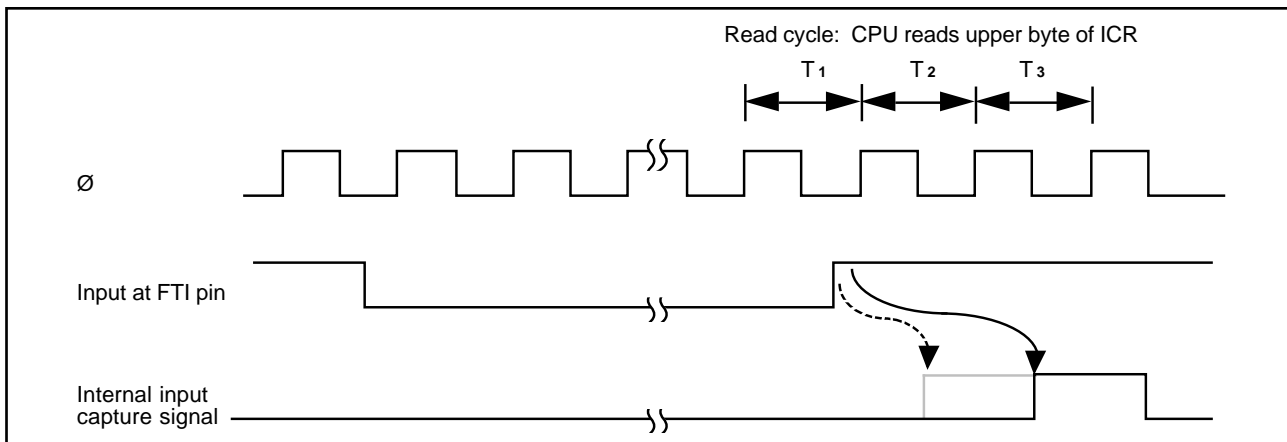 Read cycle: CPU reads upper byte of ICR
T1 T2 T3
Ø
Input at FTI pin
Internal input
capture signal